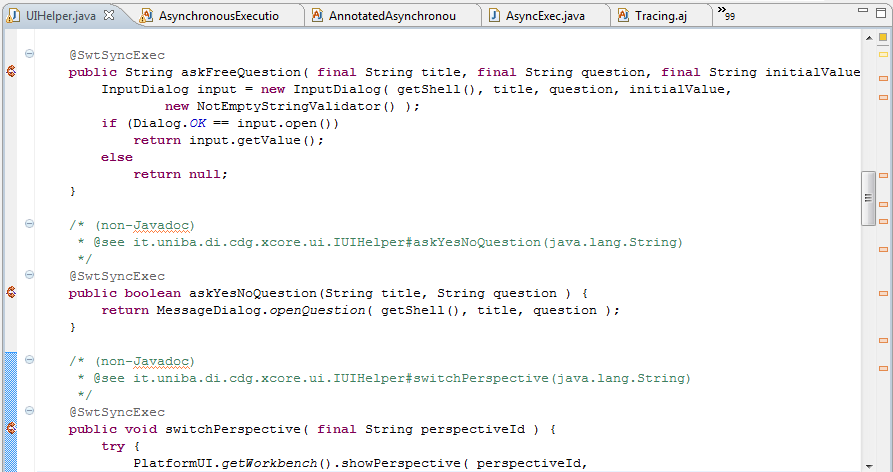 UIHelper.java
AsynchronousExecutio
AnnotatedAsynchronou
AsyncExec.java
Tracing.aj
»99
@SwtSyncExec
public String askFreeQuestion( final String title, final String question, final String initialValue
InputDialog input = new InputDialog( getShell(), title, question, initialValue,
new NotEmptyStringValidator() );
if (Dialog.OK == input.open())
return input.getValue();
else
return null;
}
/* (non-Javadoc)
* @see it.uniba.di.cdg.xcore.ui.IUIHelper#askYesNoQuestion(java.lang.String)
*/
@SwtSyncExec
public boolean askYesNoQuestion(String title, String question ) {
return MessageDialog.openQuestion( getShell(), title, question );
}
/* (non-Javadoc)
* @see it.uniba.di.cdg.xcore.ui.IUIHelper#switchPerspective(java.lang.String)
*/
@SwtSyncExec
public void switchPerspective( final String perspectiveId ) {
try {
PlatformUI.getWorkbench().showPerspective( perspectiveId,